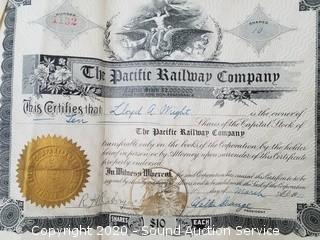 NUMBER
1132
SHARES
10
The Pacific Railway Company
Capital Stock $2,000,000
This Certifies that Lloyd A. Wright is the owner of
Ten Shares of the Capital Stock of
The Pacific Railway Company
transferable only on the books of the Corporation by the holder
hereof in person or by Attorney upon surrender of this Certificate
properly endorsed.
In Witness Whereof,
SHARES $10 EACH
PRESIDENT
Copyright 2020 - Sound Auction Service